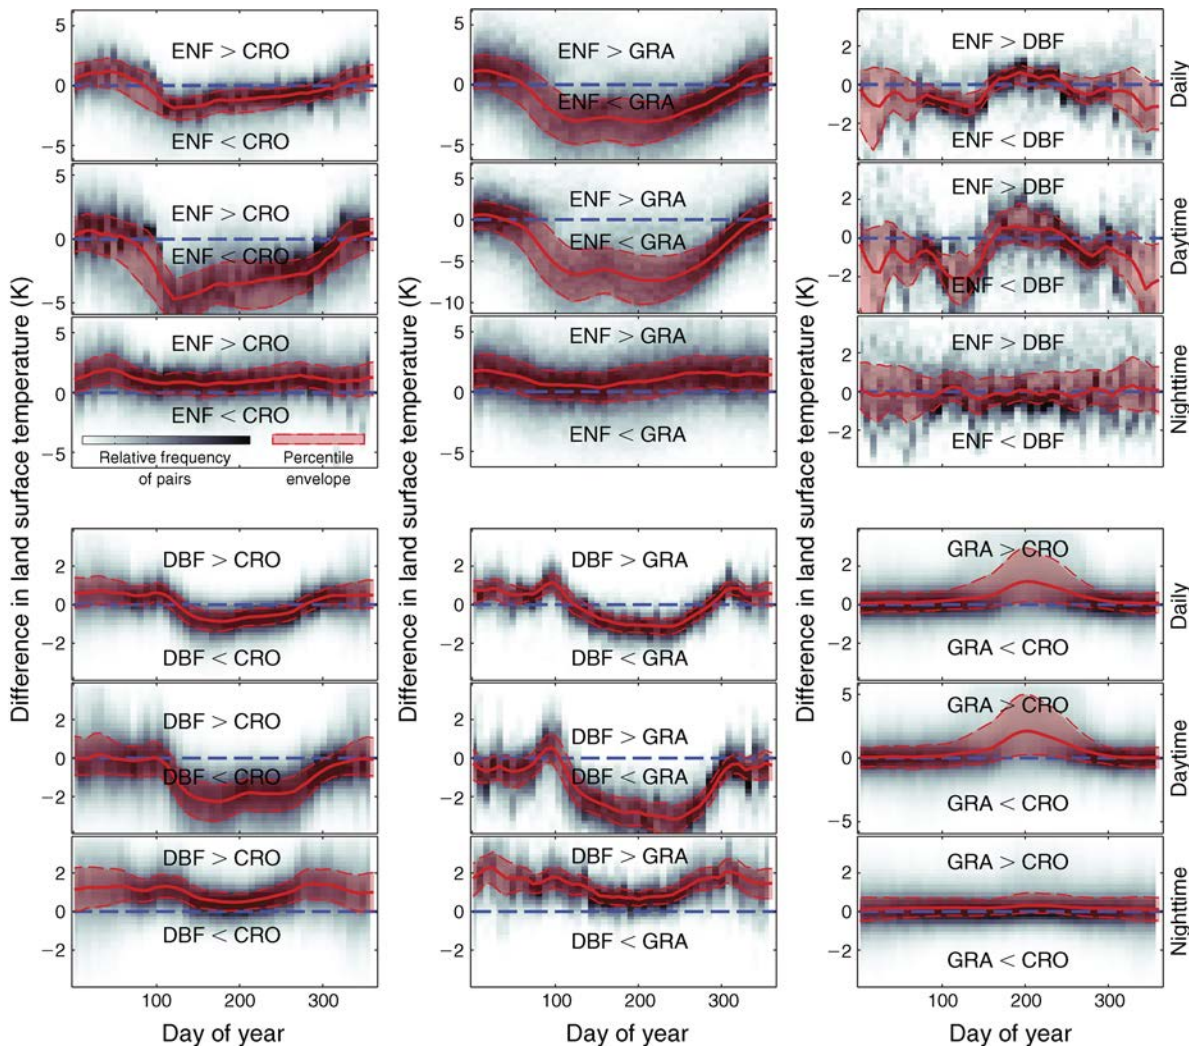 5
0
−5
ENF > CRO
ENF < CRO
5
0
−5
ENF > GRA
ENF < GRA
2
0
−2
ENF > DBF
ENF < DBF
Daily
5
0
−5
ENF > CRO
ENF < CRO
5
0
−5
−10
ENF > GRA
ENF < GRA
2
0
−2
ENF > DBF
ENF < DBF
Daytime
5
0
−5
ENF > CRO
ENF < CRO
Relative frequency
of pairs
Percentile
envelope
5
0
−5
ENF > GRA
ENF < GRA
2
0
−2
ENF > DBF
ENF < DBF
Nighttime
Difference in land surface temperature (K)
Difference in land surface temperature (K)
Difference in land surface temperature (K)
2
0
−2
DBF > CRO
DBF < CRO
2
0
−2
DBF > GRA
DBF < GRA
2
0
−2
GRA > CRO
GRA < CRO
Daily
2
0
−2
DBF > CRO
DBF < CRO
2
0
−2
DBF > GRA
DBF < GRA
5
0
−5
GRA > CRO
GRA < CRO
Daytime
2
0
−2
DBF > CRO
DBF < CRO
2
0
−2
DBF > GRA
DBF < GRA
2
0
−2
GRA > CRO
GRA < CRO
Nighttime
100 200 300
100 200 300
100 200 300
Day of year
Day of year
Day of year